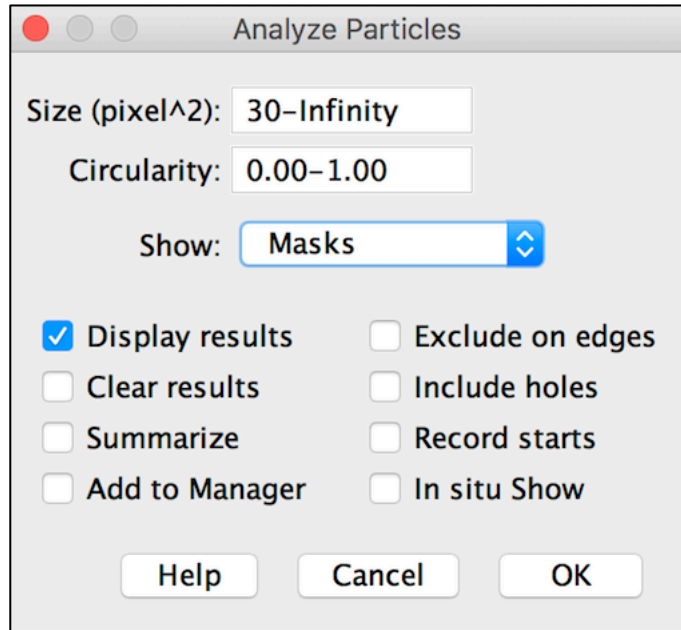 Analyze Particles
Size (pixel^2): 30-Infinity
Circularity: 0.00-1.00
Show: Masks
Display results Exclude on edges
Clear results Include holes
Summarize Record starts
Add to Manager In situ Show
Help Cancel OK